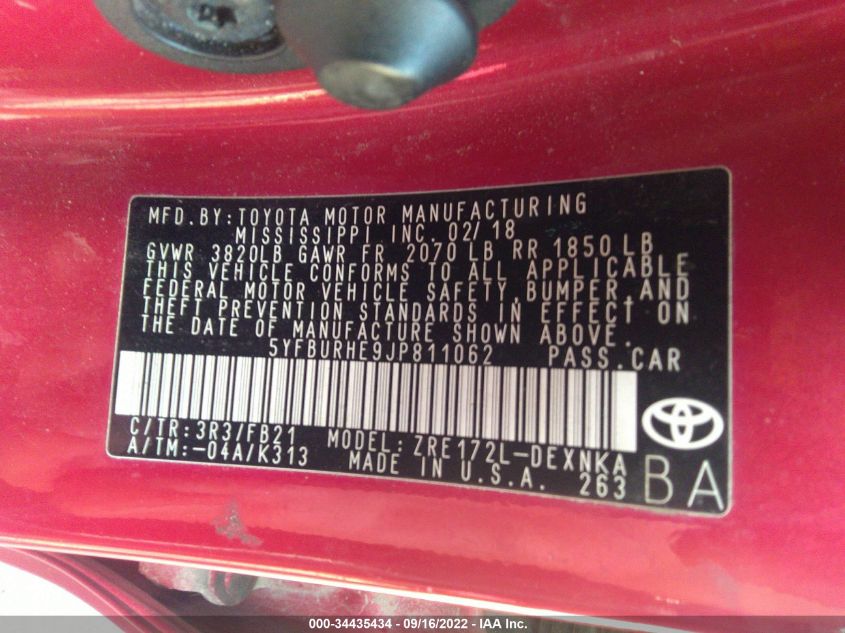 MFD.BY:TOYOTA MOTOR MANUFACTURING
MISSISSIPPI INC. 02/18
GVWR 3820LB GAWR FR 2070 LB RR 1850 LB
THIS VEHICLE CONFORMS TO ALL APPLICABLE
FEDERAL MOTOR VEHICLE SAFETY,BUMPER,AND
THEFT PREVENTION STANDARDS IN EFFECT ON
THE DATE OF MANUFACTURE SHOWN ABOVE.
5YFBURHE9JP811062 PASS.CAR
C/TR:3R3/FB21 MODEL:ZRE172L-DEXNKA
A/TM:-04A/K313 MADE IN U.S.A. 263
BA
000-34435434 - 09/16/2022 - IAA Inc.